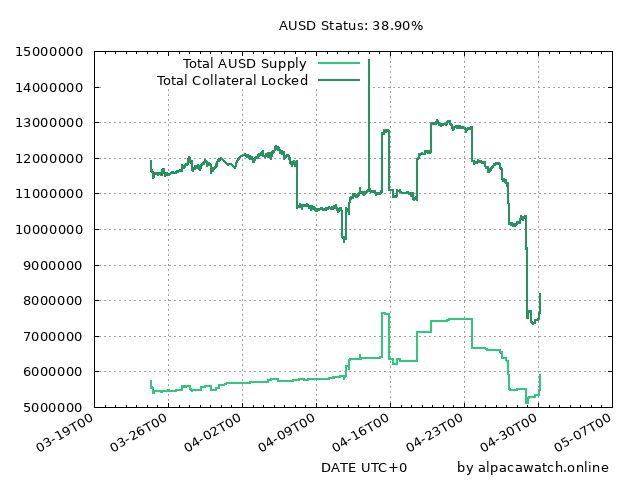 AUSD Status: 38.90%
15000000
Total AUSD Supply
14000000
Total Collateral Locked
13000000
12000000
11000000
10000000
9000000
8000000
7000000
6000000
5000000
03-19T00 03-26T00 04-02T00 04-09T00 04-16T00 04-23T00 04-30T00 05-07T00
DATE UTC+0 by alpacawatch.online